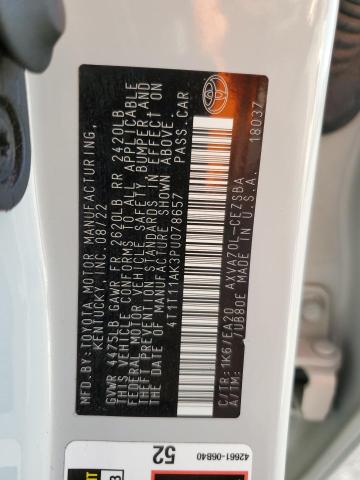 MFD.BY:TOYOTA MOTOR MANUFACTURING,
KENTUCKY,INC. 08/22
GVWR 4475LB GAWR-FR 2620LB RR 2420LB
THIS VEHICLE CONFORMS TO ALL APPLICABLE
FEDERAL MOTOR VEHICLE SAFETY, BUMPER AND
THEFT PREVENTION STANDARDS IN EFFECT ON
THE DATE OF MANUFACTURE SHOWN ABOVE.
4T1T11AK3PU078657 PASS.CAR
C/TR: 1K6/EA20 AXVA70L-CEZSBA
A/TM: /UB80E MADE IN U.S.A. 18037
42661-06B40
52